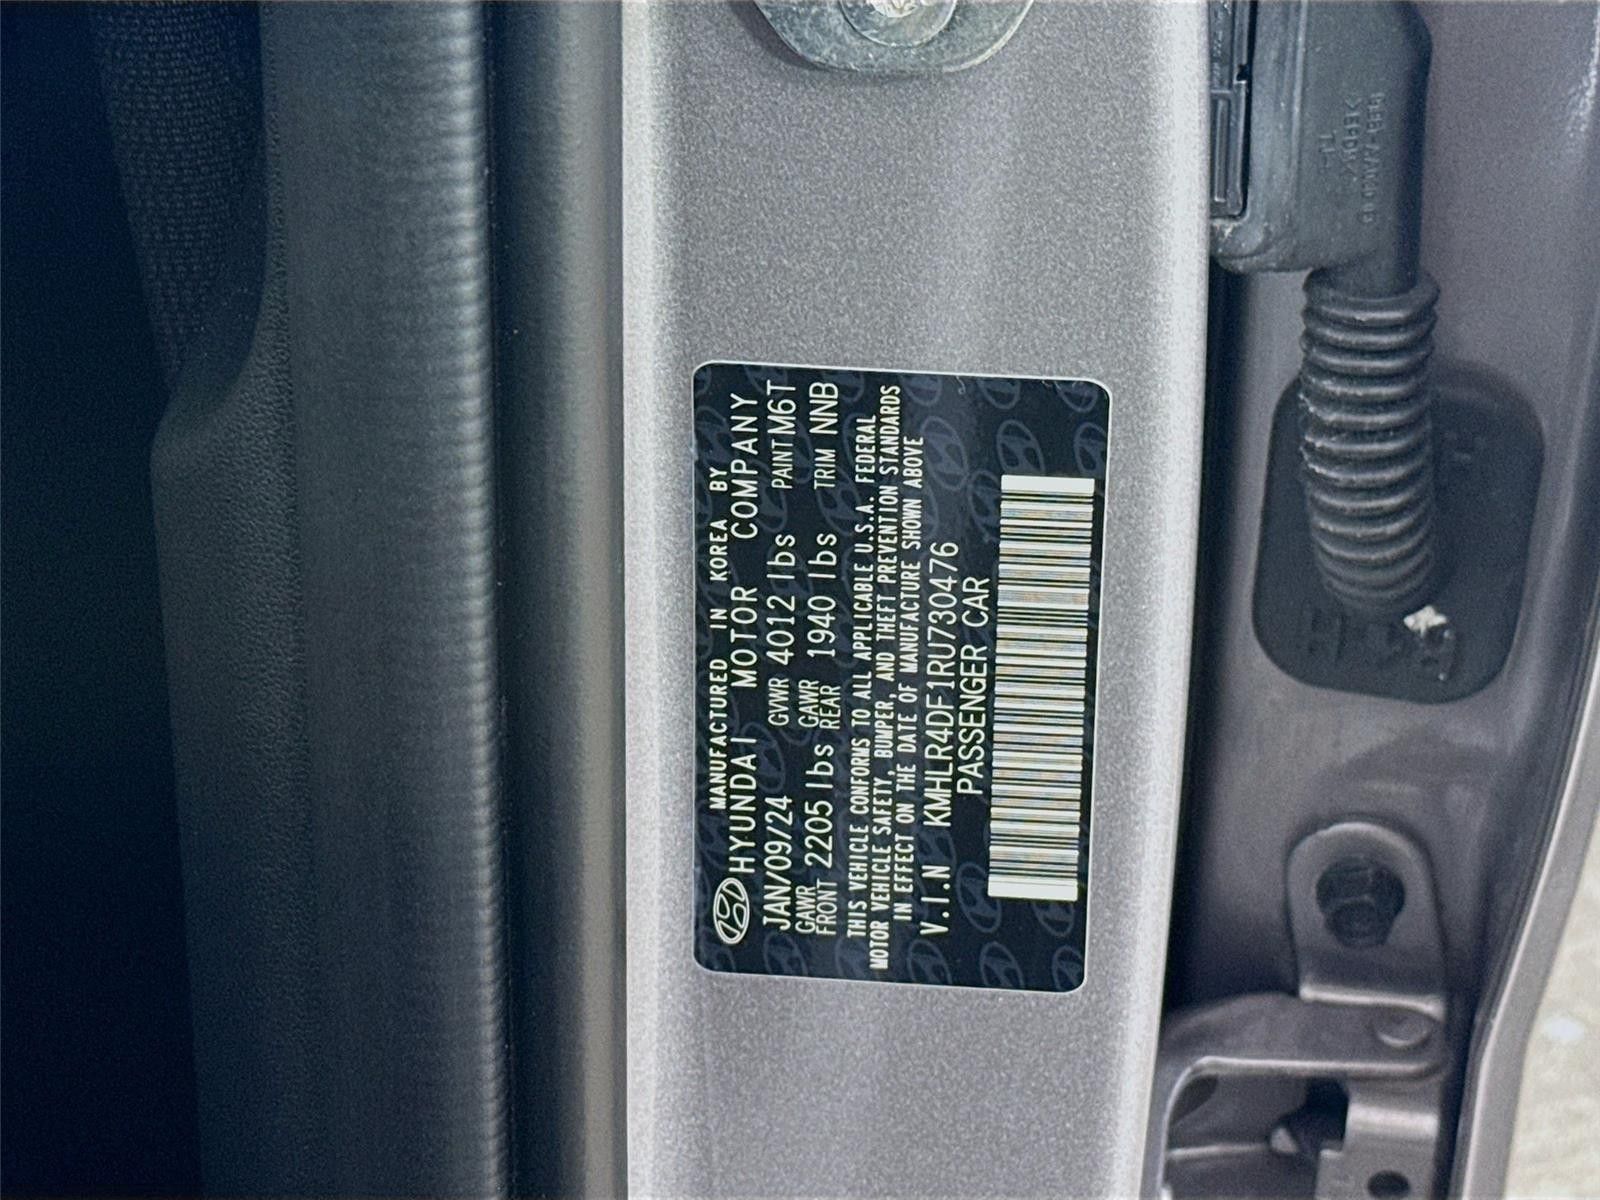 MANUFACTURED IN KOREA BY
HYUNDAI MOTOR COMPANY
JAN/09/24 GVWR 4012 lbs PAINT M6T
GAWR FRONT 2205 lbs GAWR REAR 1940 lbs TRIM NNB
THIS VEHICLE CONFORMS TO ALL APPLICABLE U.S.A. FEDERAL
MOTOR VEHICLE SAFETY, BUMPER, AND THEFT PREVENTION STANDARDS
IN EFFECT ON THE DATE OF MANUFACTURE SHOWN ABOVE
V.I.N KMHLR4DF1RU730476
PASSENGER CAR